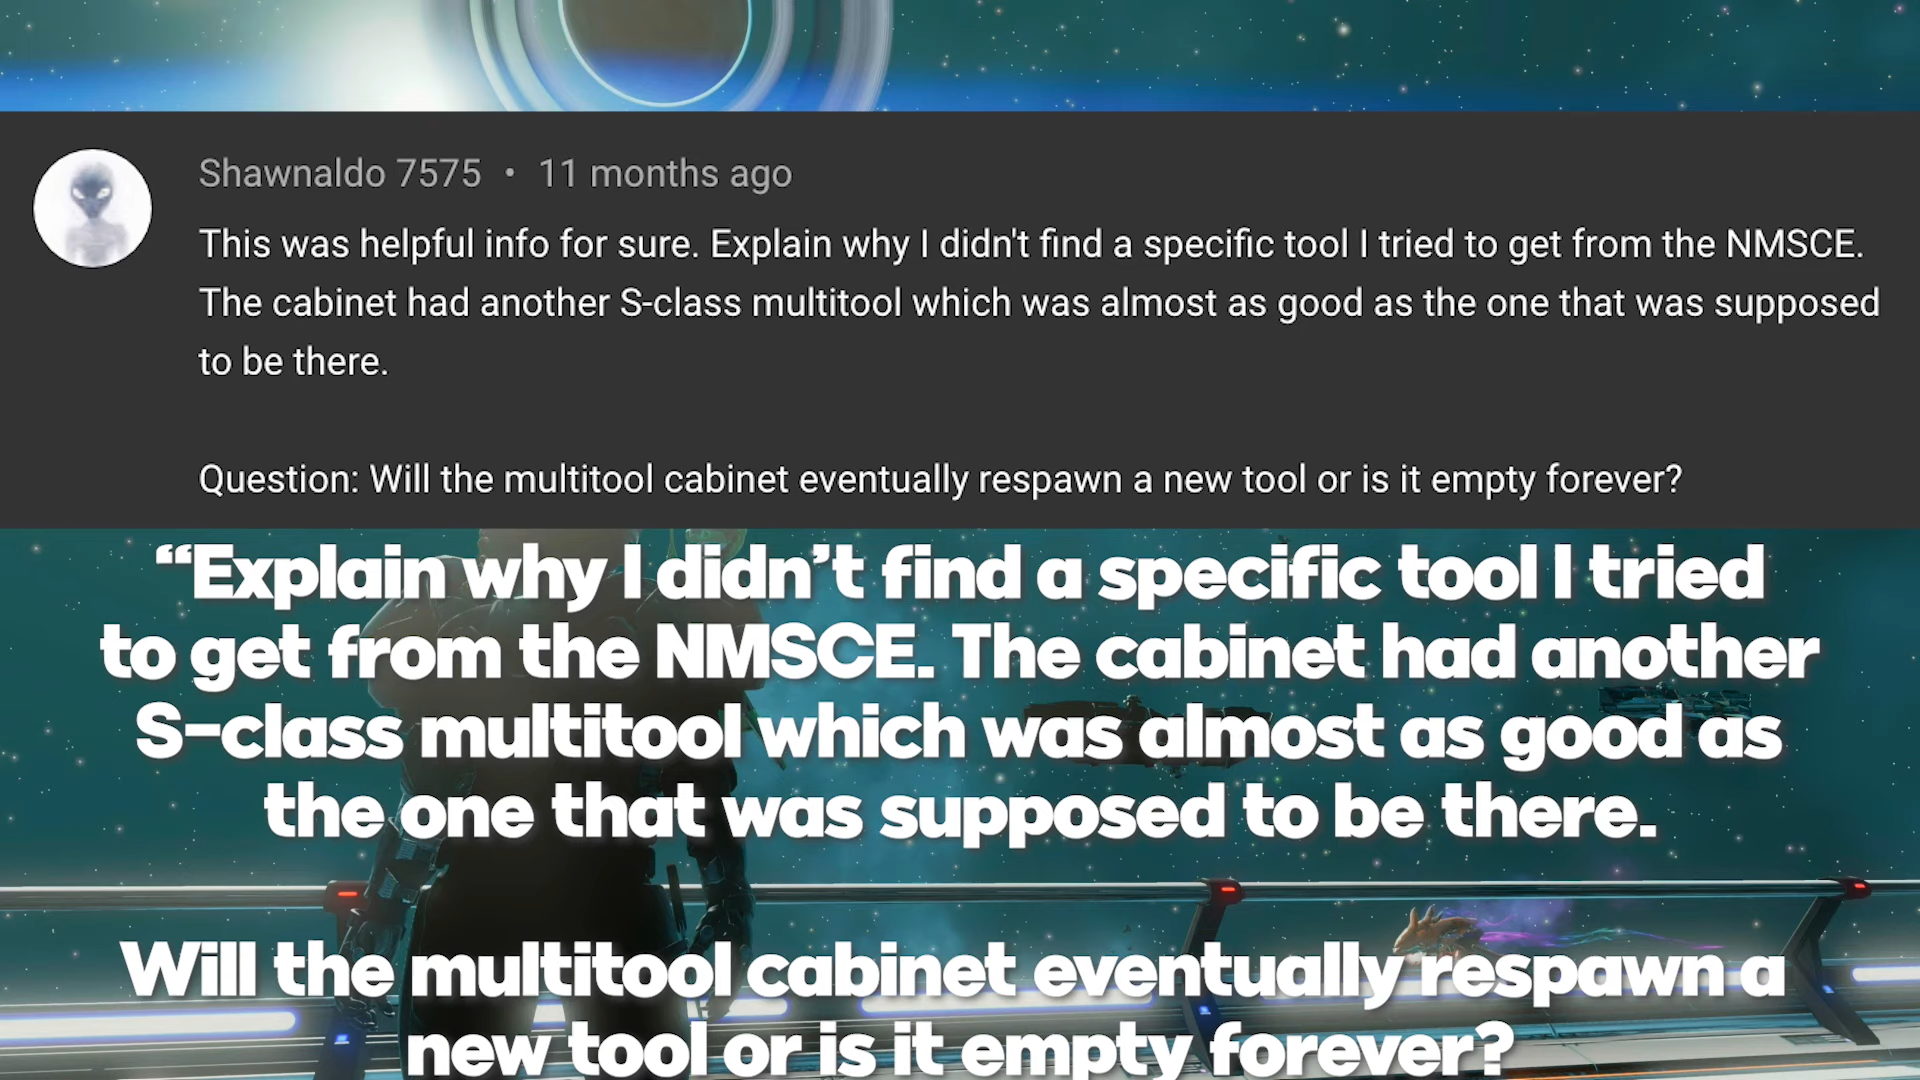 Shawnaldo 7575 • 11 months ago
This was helpful info for sure. Explain why I didn't find a specific tool I tried to get from the NMSCE.
The cabinet had another S-class multitool which was almost as good as the one that was supposed
to be there.
Question: Will the multitool cabinet eventually respawn a new tool or is it empty forever?
“Explain why I didn’t find a specific tool I tried
to get from the NMSCE. The cabinet had another
S-class multitool which was almost as good as
the one that was supposed to be there.
Will the multitool cabinet eventually respawn a
new tool or is it empty forever?